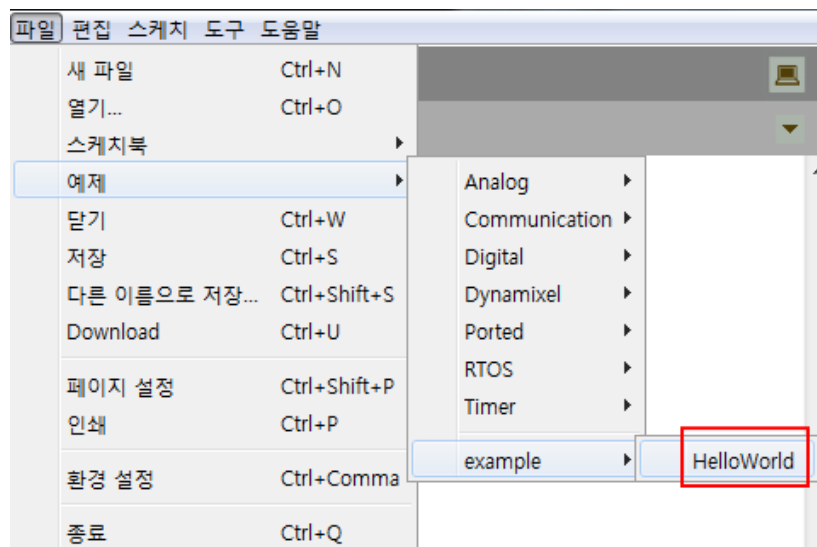 파일 편집 스케치 도구 도움말
새 파일 Ctrl+N
열기... Ctrl+O
스케치북
예제
닫기 Ctrl+W
저장 Ctrl+S
다른 이름으로 저장... Ctrl+Shift+S
Download Ctrl+U
페이지 설정 Ctrl+Shift+P
인쇄 Ctrl+P
환경 설정 Ctrl+Comma
종료 Ctrl+Q
Analog
Communication
Digital
Dynamixel
Ported
RTOS
Timer
example
HelloWorld